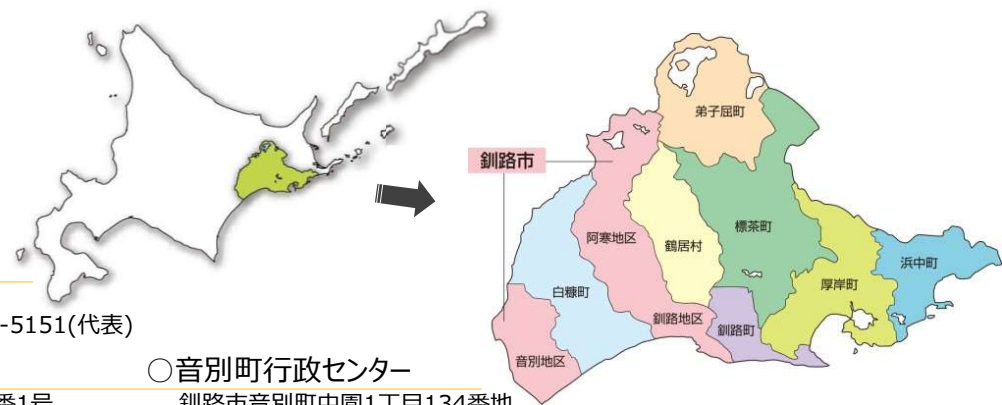 弟子屈町
釧路市
標茶町
阿寒地区
鶴居村
浜中町
厚岸町
白糠町
釧路地区
釧路町
音別地区
-5151(代表)
○音別町行政センター
番1号
釧路市音別町中園1丁目134番地